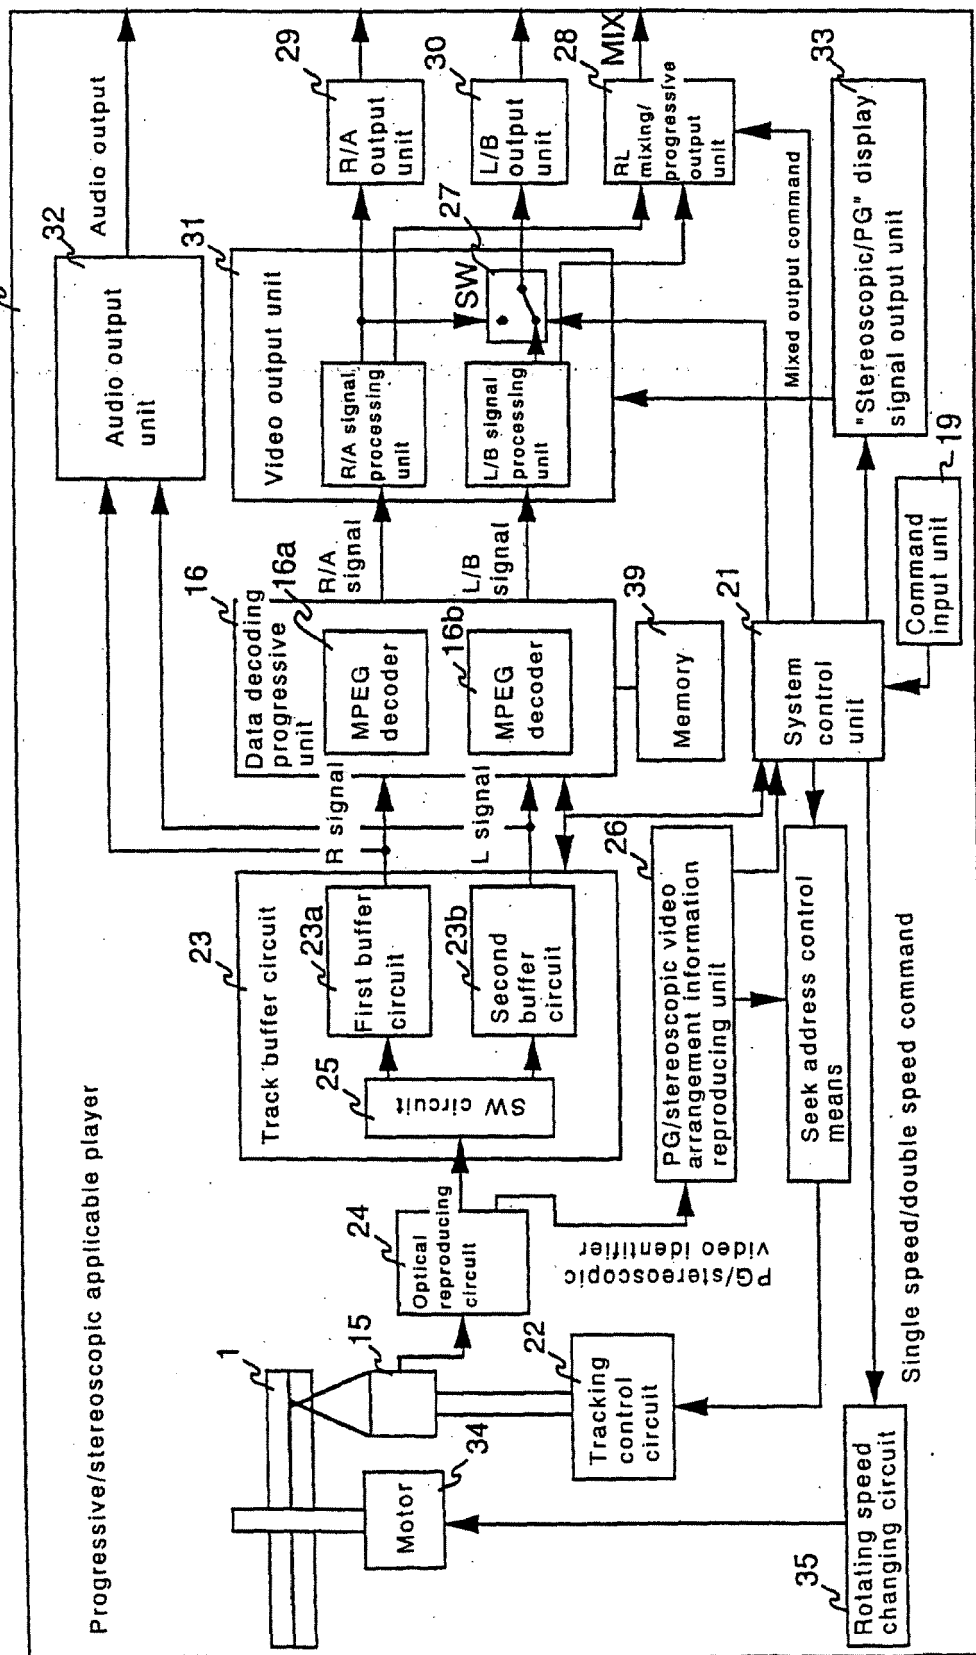 Progressive/stereoscopic applicable player
1
15
34
Motor
22
Tracking
control
circuit
35
Rotating speed
changing circuit
Single speed/double speed command
24
Optical
reproducing
circuit
PG/stereoscopic
video identifier
23
Track buffer circuit
25
SW circuit
23a
First buffer
circuit
23b
Second
buffer
circuit
26
PG/stereoscopic video
arrangement information
reproducing unit
Seek address control
means
R signal
L signal
16
Data decoding
progressive
unit
16a
MPEG
decoder
16b
MPEG
decoder
39
Memory
21
System
control
unit
19
Command
input unit
R/A
signal
L/B
signal
32
Audio output
unit
Audio output
31
Video output unit
R/A signal
processing
unit
L/B signal
processing
unit
SW
27
29
R/A
output
unit
30
L/B
output
unit
28
RL
mixing/
progressive
output
unit
MIX
Mixed output command
33
"Stereoscopic/PG" display
signal output unit